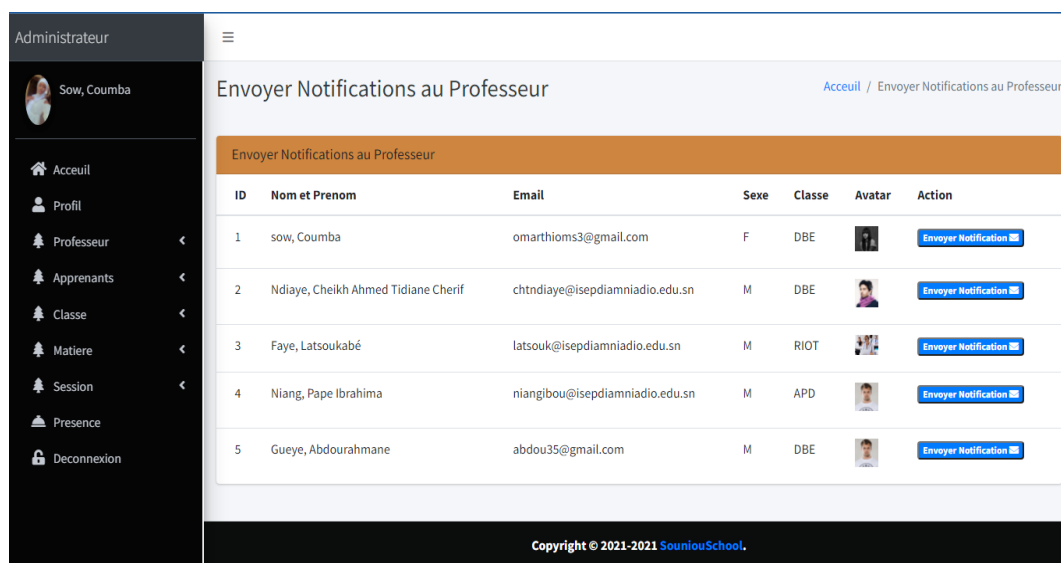 Administrateur
Sow, Coumba
Acceuil
Profil
Professeur
Apprenants
Classe
Matiere
Session
Presence
Deconnexion
Envoyer Notifications au Professeur
Acceuil / Envoyer Notifications au Professeur
Envoyer Notifications au Professeur
ID Nom et Prenom Email Sexe Classe Avatar Action
1 sow, Coumba omarthioms3@gmail.com F DBE Envoyer Notification
2 Ndiaye, Cheikh Ahmed Tidiane Cherif chtndiaye@isepdiamniadio.edu.sn M DBE Envoyer Notification
3 Faye, Latsoukabé latsouk@isepdiamniadio.edu.sn M RIOT Envoyer Notification
4 Niang, Pape Ibrahima niangibou@isepdiamniadio.edu.sn M APD Envoyer Notification
5 Gueye, Abdourahmane abdou35@gmail.com M DBE Envoyer Notification
Copyright © 2021-2021 SouniouSchool.